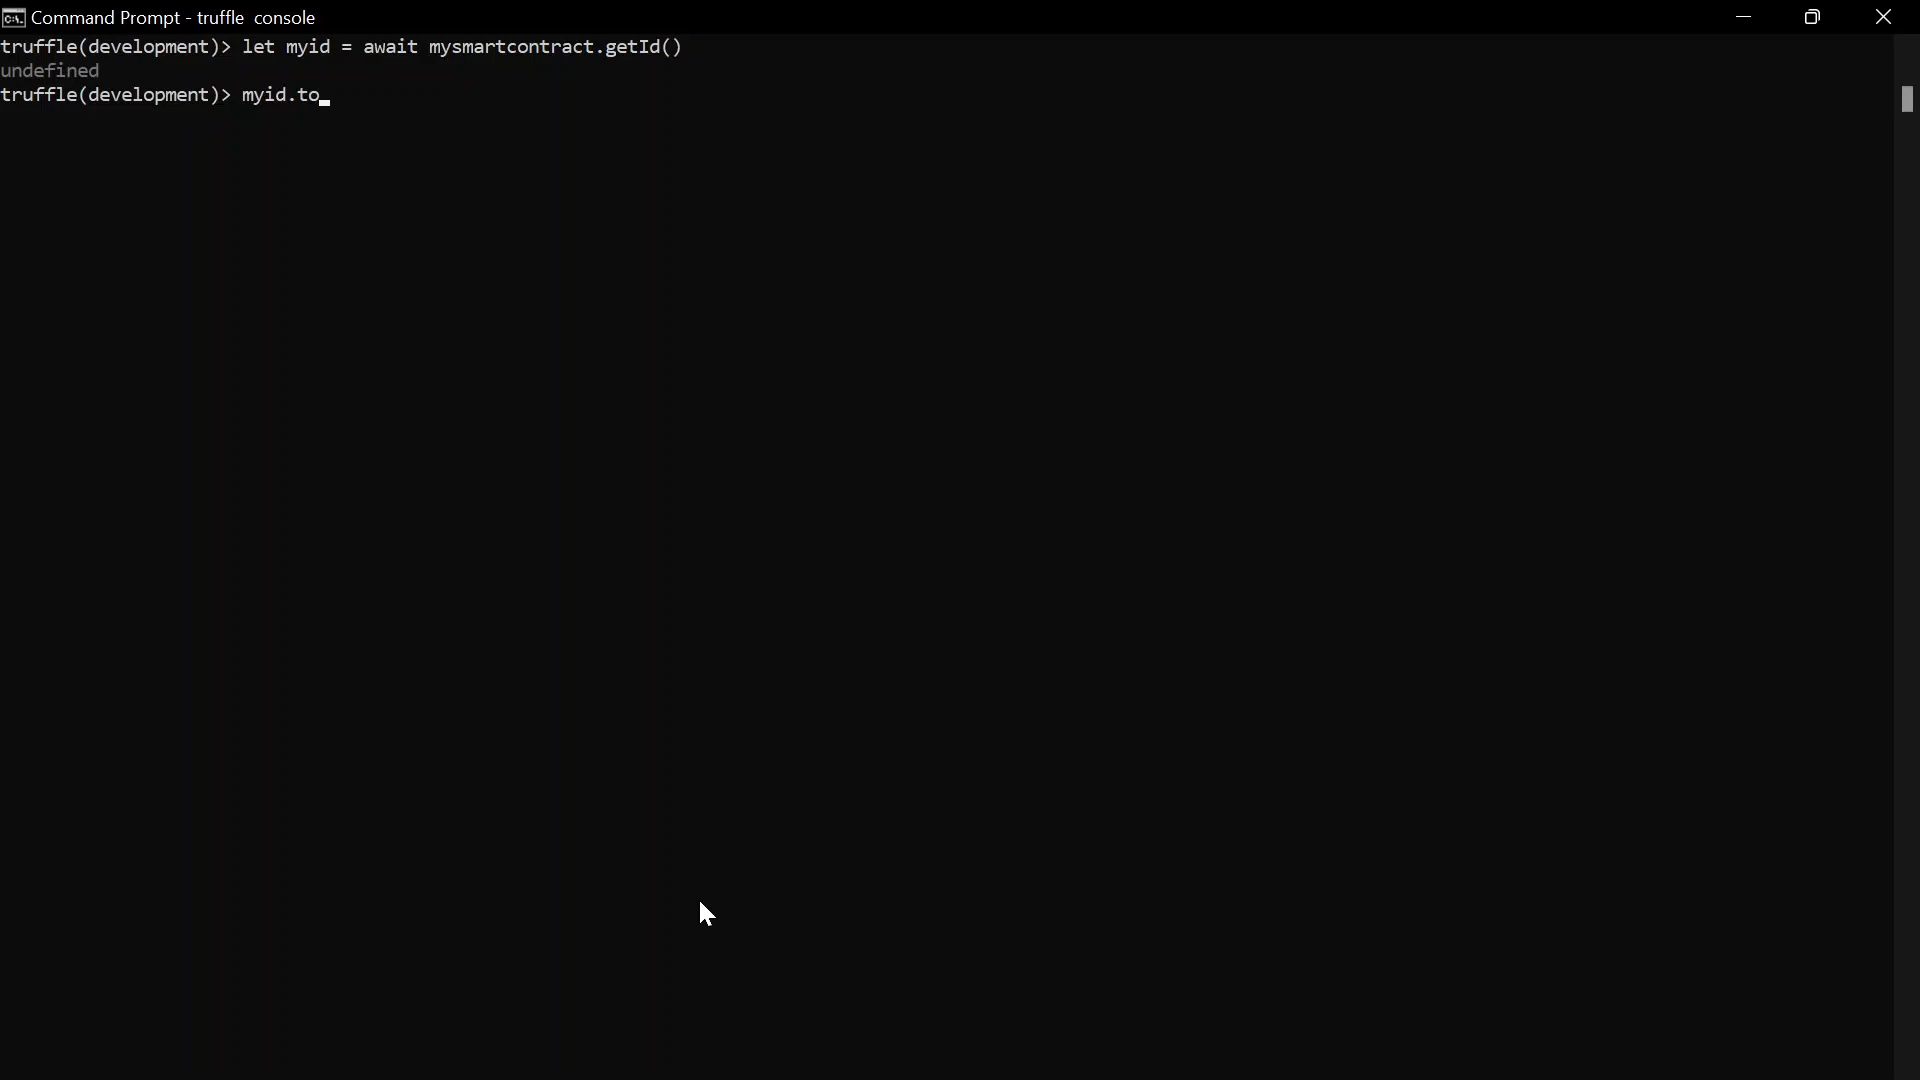 Command Prompt - truffle  console
truffle(development)> let myid = await mysmartcontract.getId()
undefined
truffle(development)> myid.to